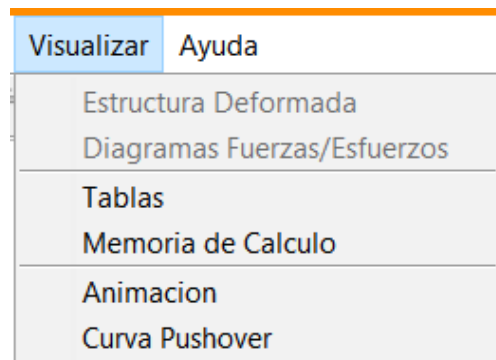 Visualizar Ayuda
Estructura Deformada
Diagramas Fuerzas/Esfuerzos
Tablas
Memoria de Calculo
Animacion
Curva Pushover